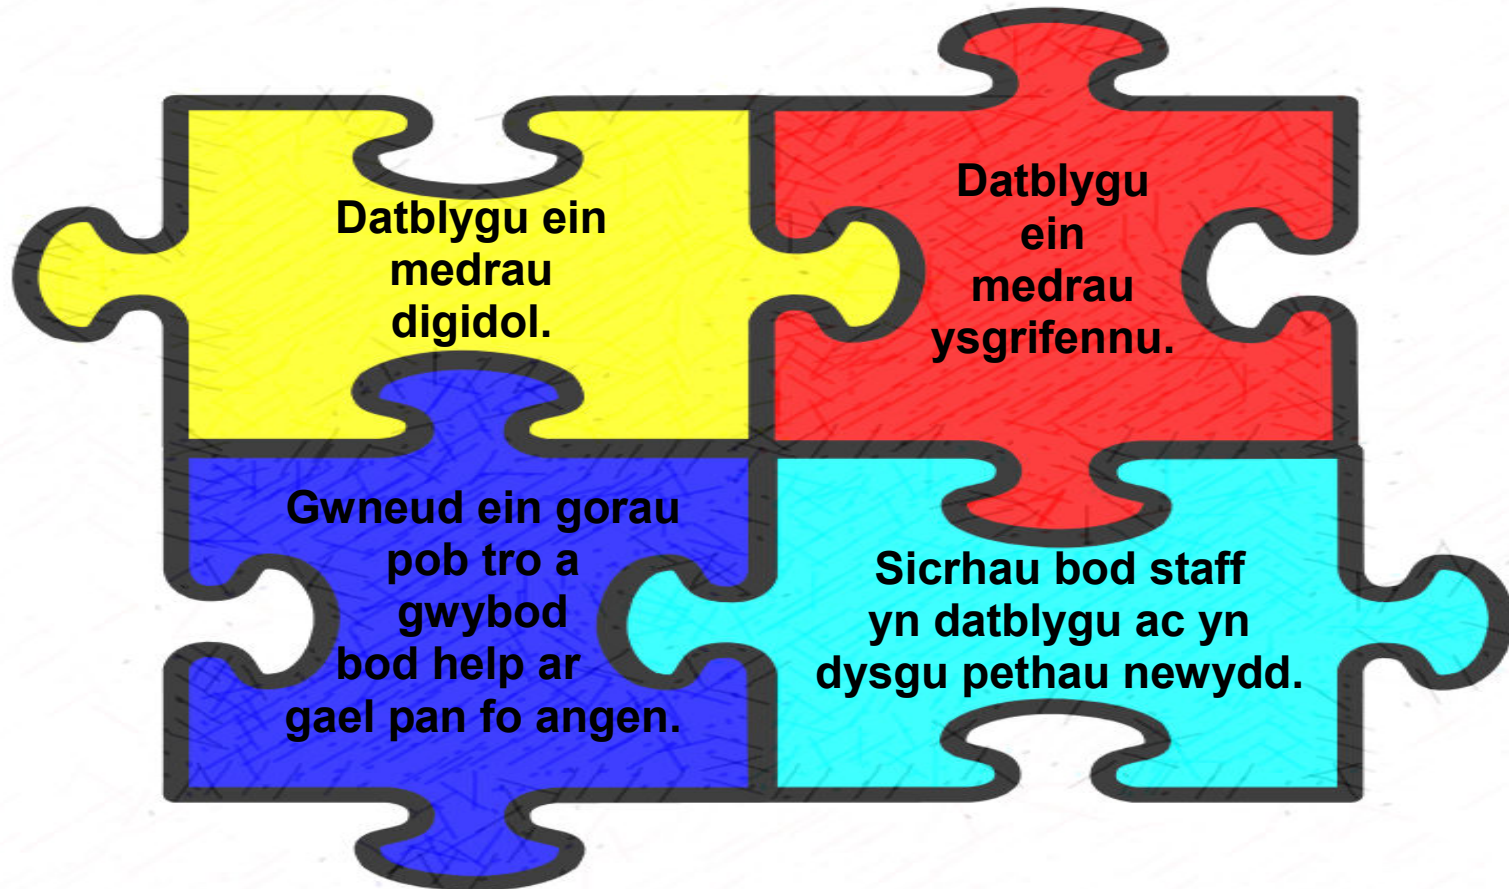 Datblygu ein
medrau
digidol.
Datblygu
ein
medrau
ysgrifennu.
Gwneud ein gorau
pob tro a
gwybod
bod help ar
gael pan fo angen.
Sicrhau bod staff
yn datblygu ac yn
dysgu pethau newydd.